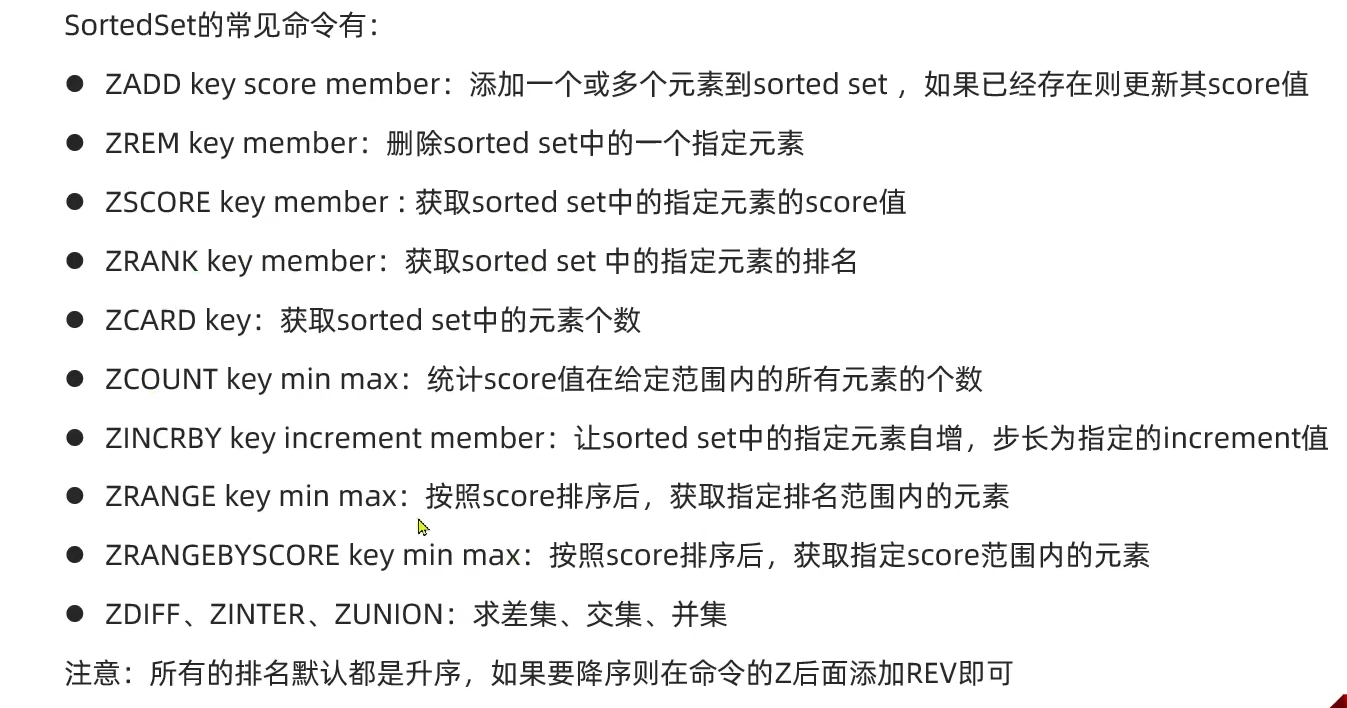 SortedSet的常见命令有：
● ZADD key score member：添加一个或多个元素到sorted set ，如果已经存在则更新其score值
● ZREM key member：删除sorted set中的一个指定元素
● ZSCORE key member : 获取sorted set中的指定元素的score值
● ZRANK key member：获取sorted set 中的指定元素的排名
● ZCARD key：获取sorted set中的元素个数
● ZCOUNT key min max：统计score值在给定范围内的所有元素的个数
● ZINCRBY key increment member：让sorted set中的指定元素自增，步长为指定的increment值
● ZRANGE key min max：按照score排序后，获取指定排名范围内的元素
● ZRANGEBYSCORE key min max：按照score排序后，获取指定score范围内的元素
● ZDIFF、ZINTER、ZUNION：求差集、交集、并集
注意：所有的排名默认都是升序，如果要降序则在命令的Z后面添加REV即可